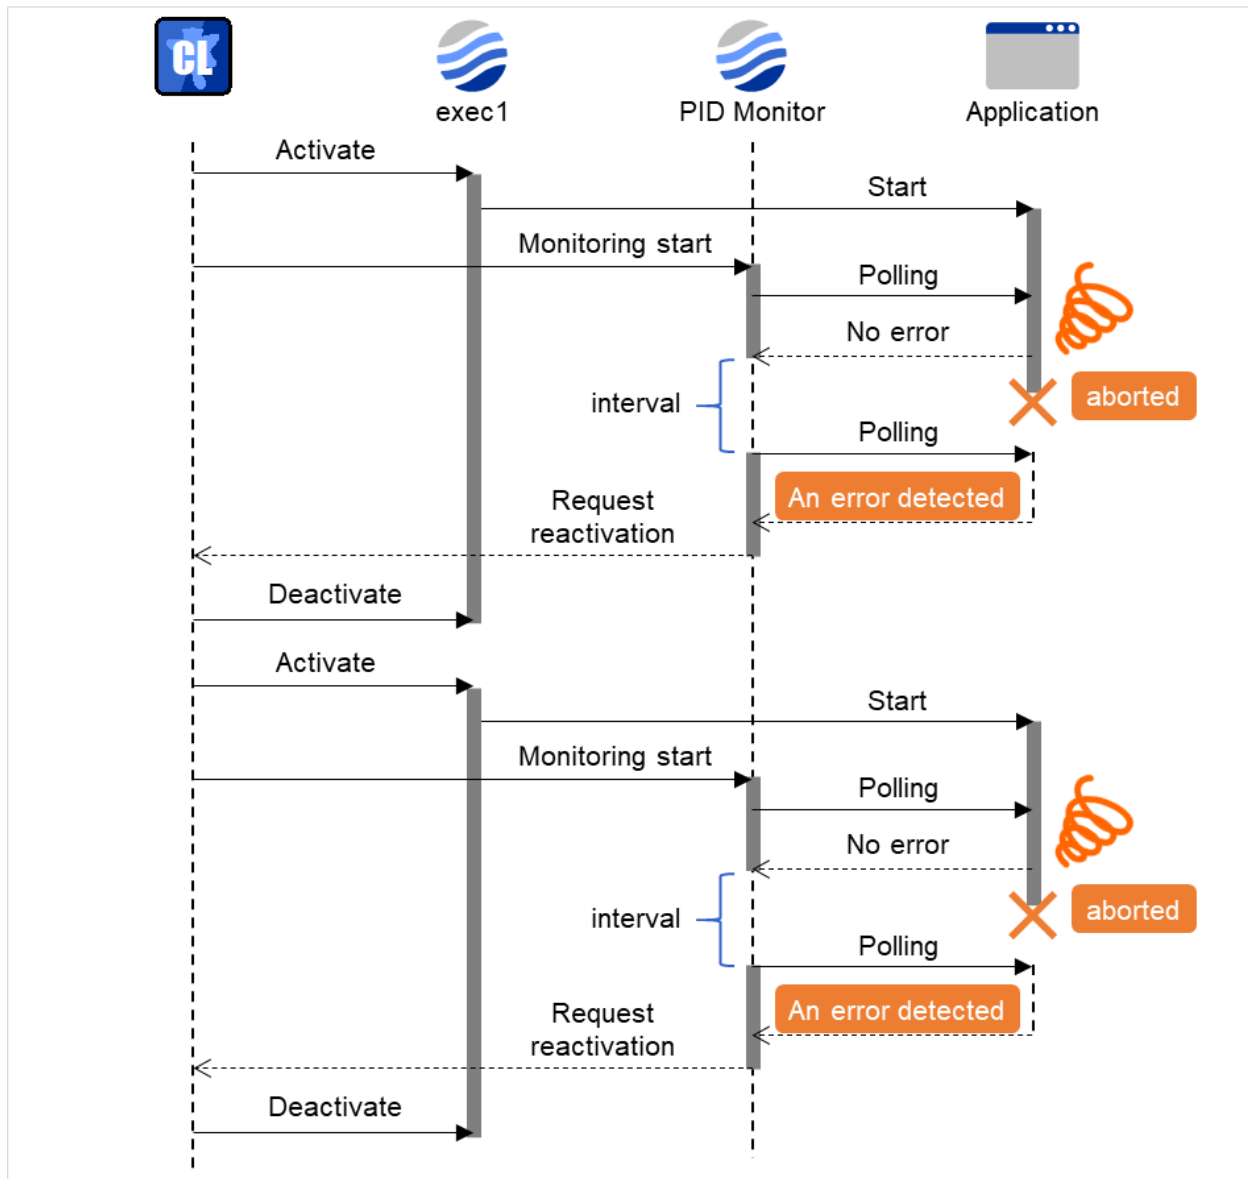 CL
exec1
PID Monitor
Application
Activate
Start
Monitoring start
Polling
No error
interval
aborted
Polling
An error detected
Request
reactivation
Deactivate
Activate
Start
Monitoring start
Polling
No error
interval
aborted
Polling
An error detected
Request
reactivation
Deactivate